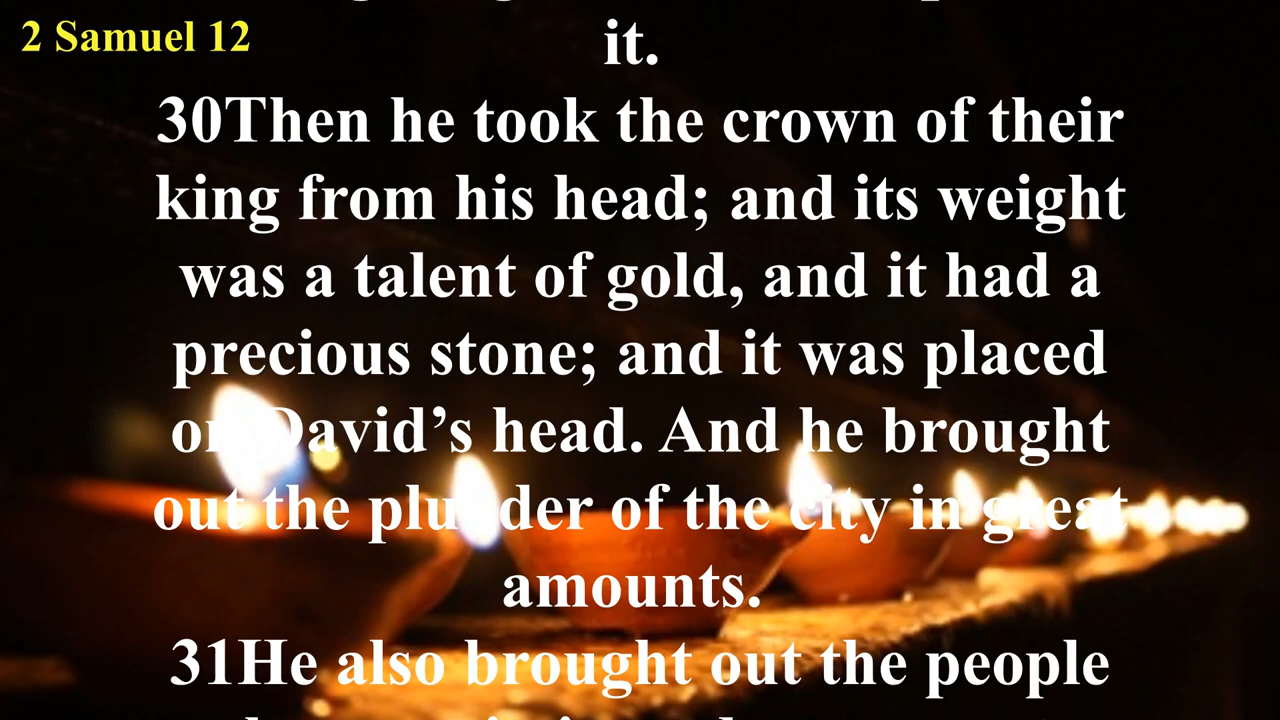 2 Samuel 12
it.
30Then he took the crown of their
king from his head; and its weight
was a talent of gold, and it had a
precious stone; and it was placed
on David’s head. And he brought
out the plunder of the city in great
amounts.
31He also brought out the people